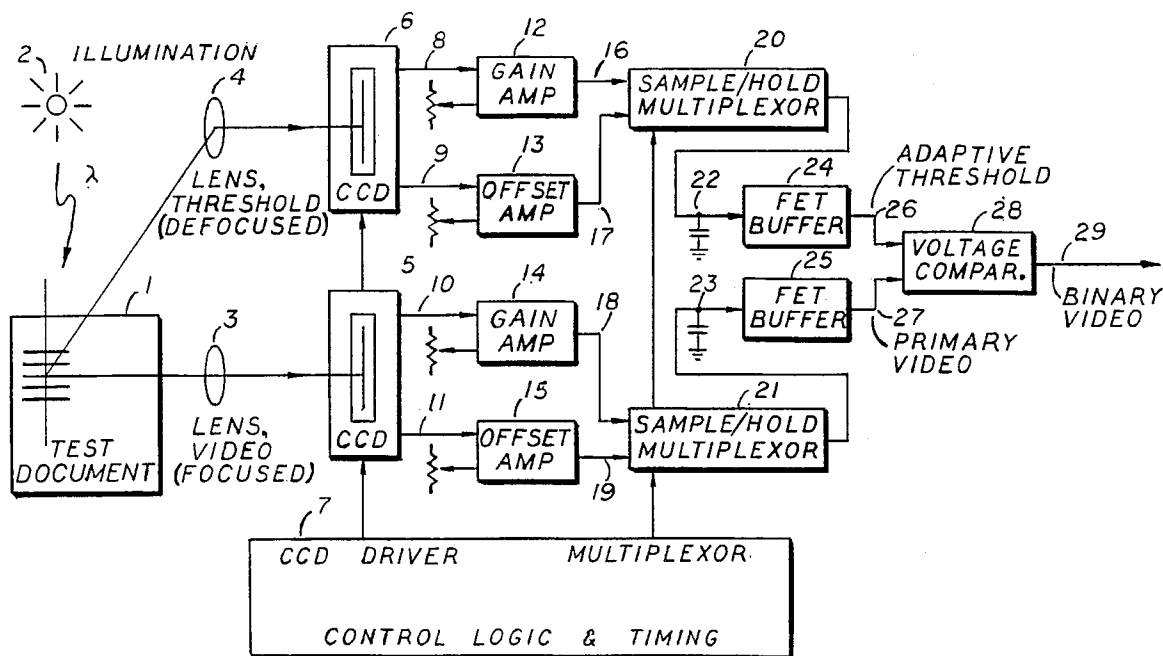 2
ILLUMINATION
4
λ
LENS,
THRESHOLD
(DEFOCUSED)
1
TEST
DOCUMENT
3
LENS,
VIDEO
(FOCUSED)
6
CCD
5
CCD
8
9
10
11
12
GAIN
AMP
13
OFFSET
AMP
14
GAIN
AMP
15
OFFSET
AMP
16
17
18
19
20
SAMPLE/HOLD
MULTIPLEXOR
21
SAMPLE/HOLD
MULTIPLEXOR
22
23
24
FET
BUFFER
25
FET
BUFFER
ADAPTIVE
THRESHOLD
26
27
PRIMARY
VIDEO
28
VOLTAGE
COMPAR.
29
BINARY
VIDEO
7
CCD DRIVER MULTIPLEXOR
CONTROL LOGIC & TIMING